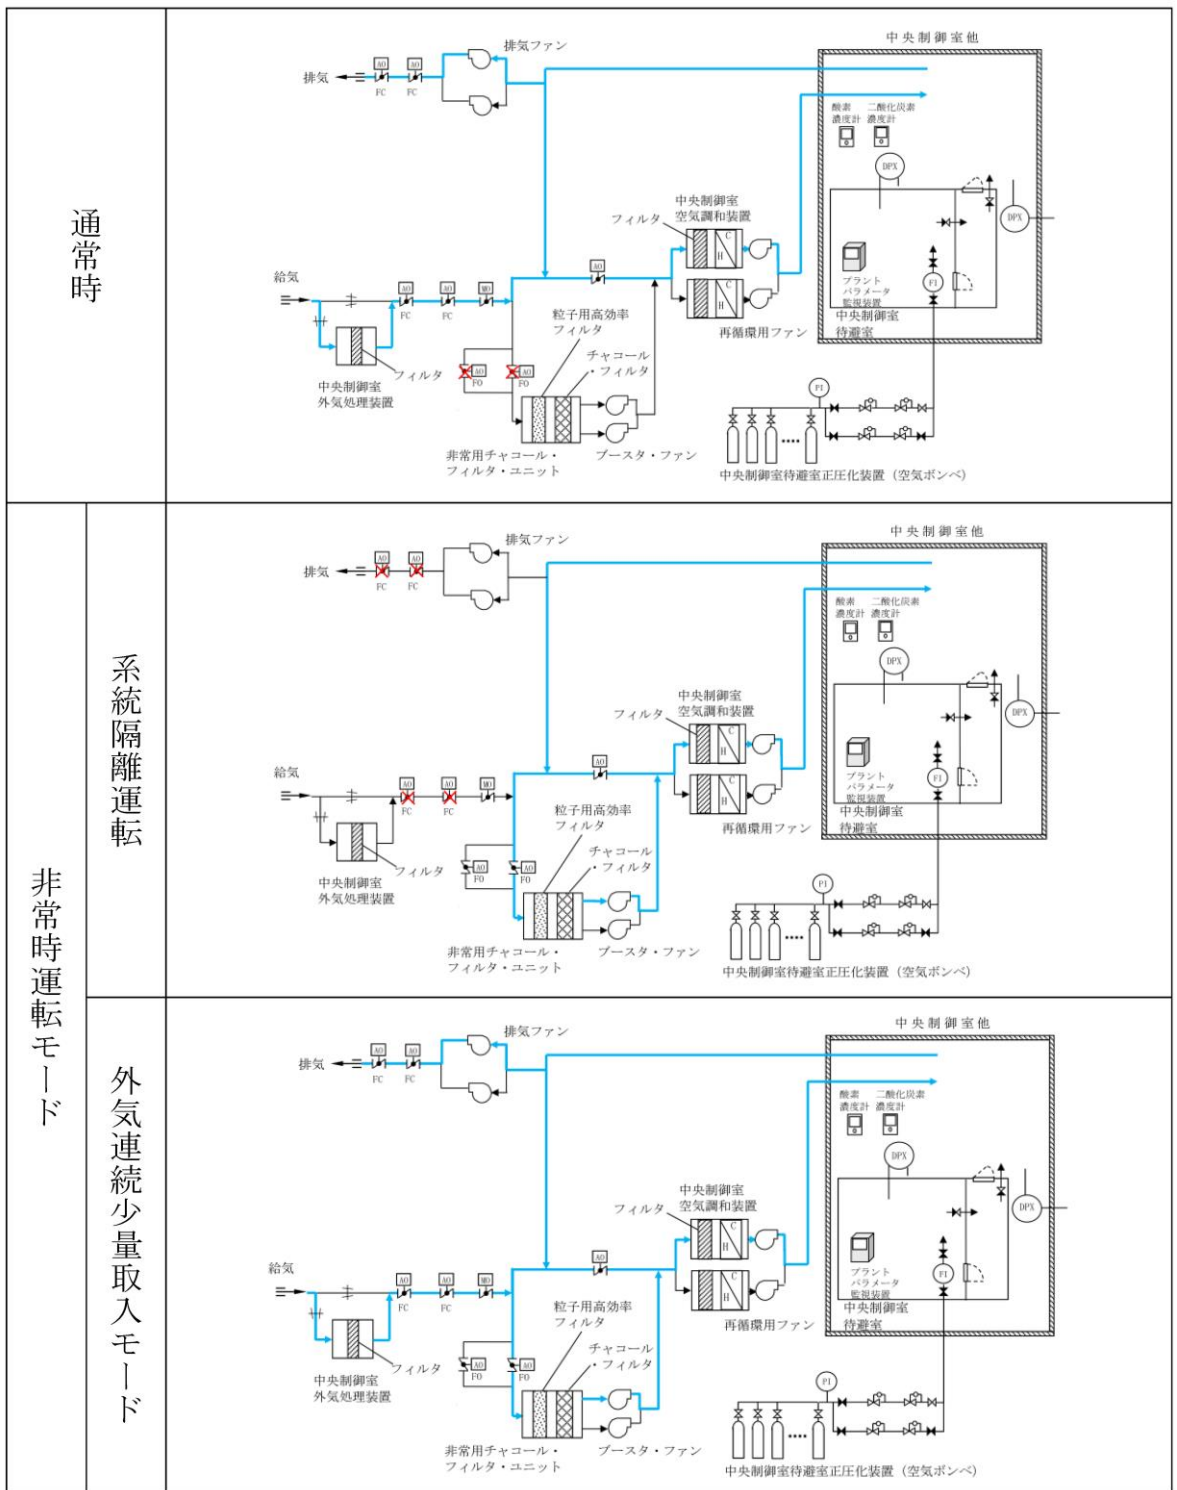 通常時
中央制御室他
排気ファン
排気
AO
AO
FC
FC
酸素
濃度計
二酸化炭素
濃度計
DPX
DPX
中央制御室
空気調和装置
フィルタ
C
H
C
H
再循環用ファン
給気
AO
AO
MO
AO
FC
FC
フィルタ
中央制御室
外気処理装置
粒子用高効率
フィルタ
チャコール
・フィルタ
AO
FO
AO
FO
非常用チャコール・
フィルタ・ユニット
ブースタ・ファン
プラント
パラメータ
監視装置
FI
中央制御室
待避室
PI
中央制御室待避室正圧化装置（空気ボンベ）
非常時運転モード
系統隔離運転
中央制御室他
排気ファン
排気
AO
AO
FC
FC
酸素
濃度計
二酸化炭素
濃度計
DPX
DPX
中央制御室
空気調和装置
フィルタ
C
H
C
H
再循環用ファン
給気
AO
AO
MO
AO
FC
FC
フィルタ
中央制御室
外気処理装置
粒子用高効率
フィルタ
チャコール
・フィルタ
AO
FO
AO
FO
非常用チャコール・
フィルタ・ユニット
ブースタ・ファン
プラント
パラメータ
監視装置
FI
中央制御室
待避室
PI
中央制御室待避室正圧化装置（空気ボンベ）
外気連続少量取入モード
中央制御室他
排気ファン
排気
AO
AO
FC
FC
酸素
濃度計
二酸化炭素
濃度計
DPX
DPX
中央制御室
空気調和装置
フィルタ
C
H
C
H
再循環用ファン
給気
AO
AO
MO
AO
FC
FC
フィルタ
中央制御室
外気処理装置
粒子用高効率
フィルタ
チャコール
・フィルタ
AO
FO
AO
FO
非常用チャコール・
フィルタ・ユニット
ブースタ・ファン
プラント
パラメータ
監視装置
FI
中央制御室
待避室
PI
中央制御室待避室正圧化装置（空気ボンベ）